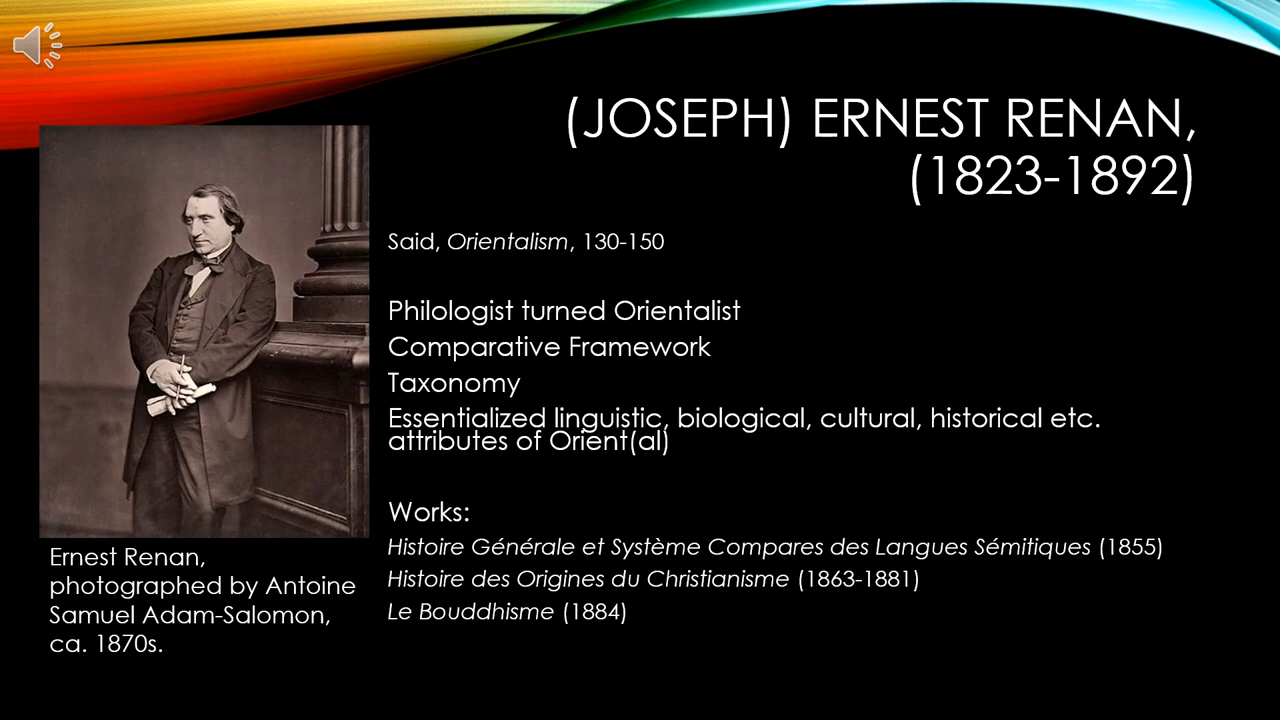 (JOSEPH) ERNEST RENAN,
(1823-1892)
Said, Orientalism, 130-150
Philologist turned Orientalist
Comparative Framework
Taxonomy
Essentialized linguistic, biological, cultural, historical etc.
attributes of Orient(al)
Works:
Histoire Générale et Système Compares des Langues Sémitiques (1855)
Histoire des Origines du Christianisme (1863-1881)
Le Bouddhisme (1884)
Ernest Renan,
photographed by Antoine
Samuel Adam-Salomon,
ca. 1870s.